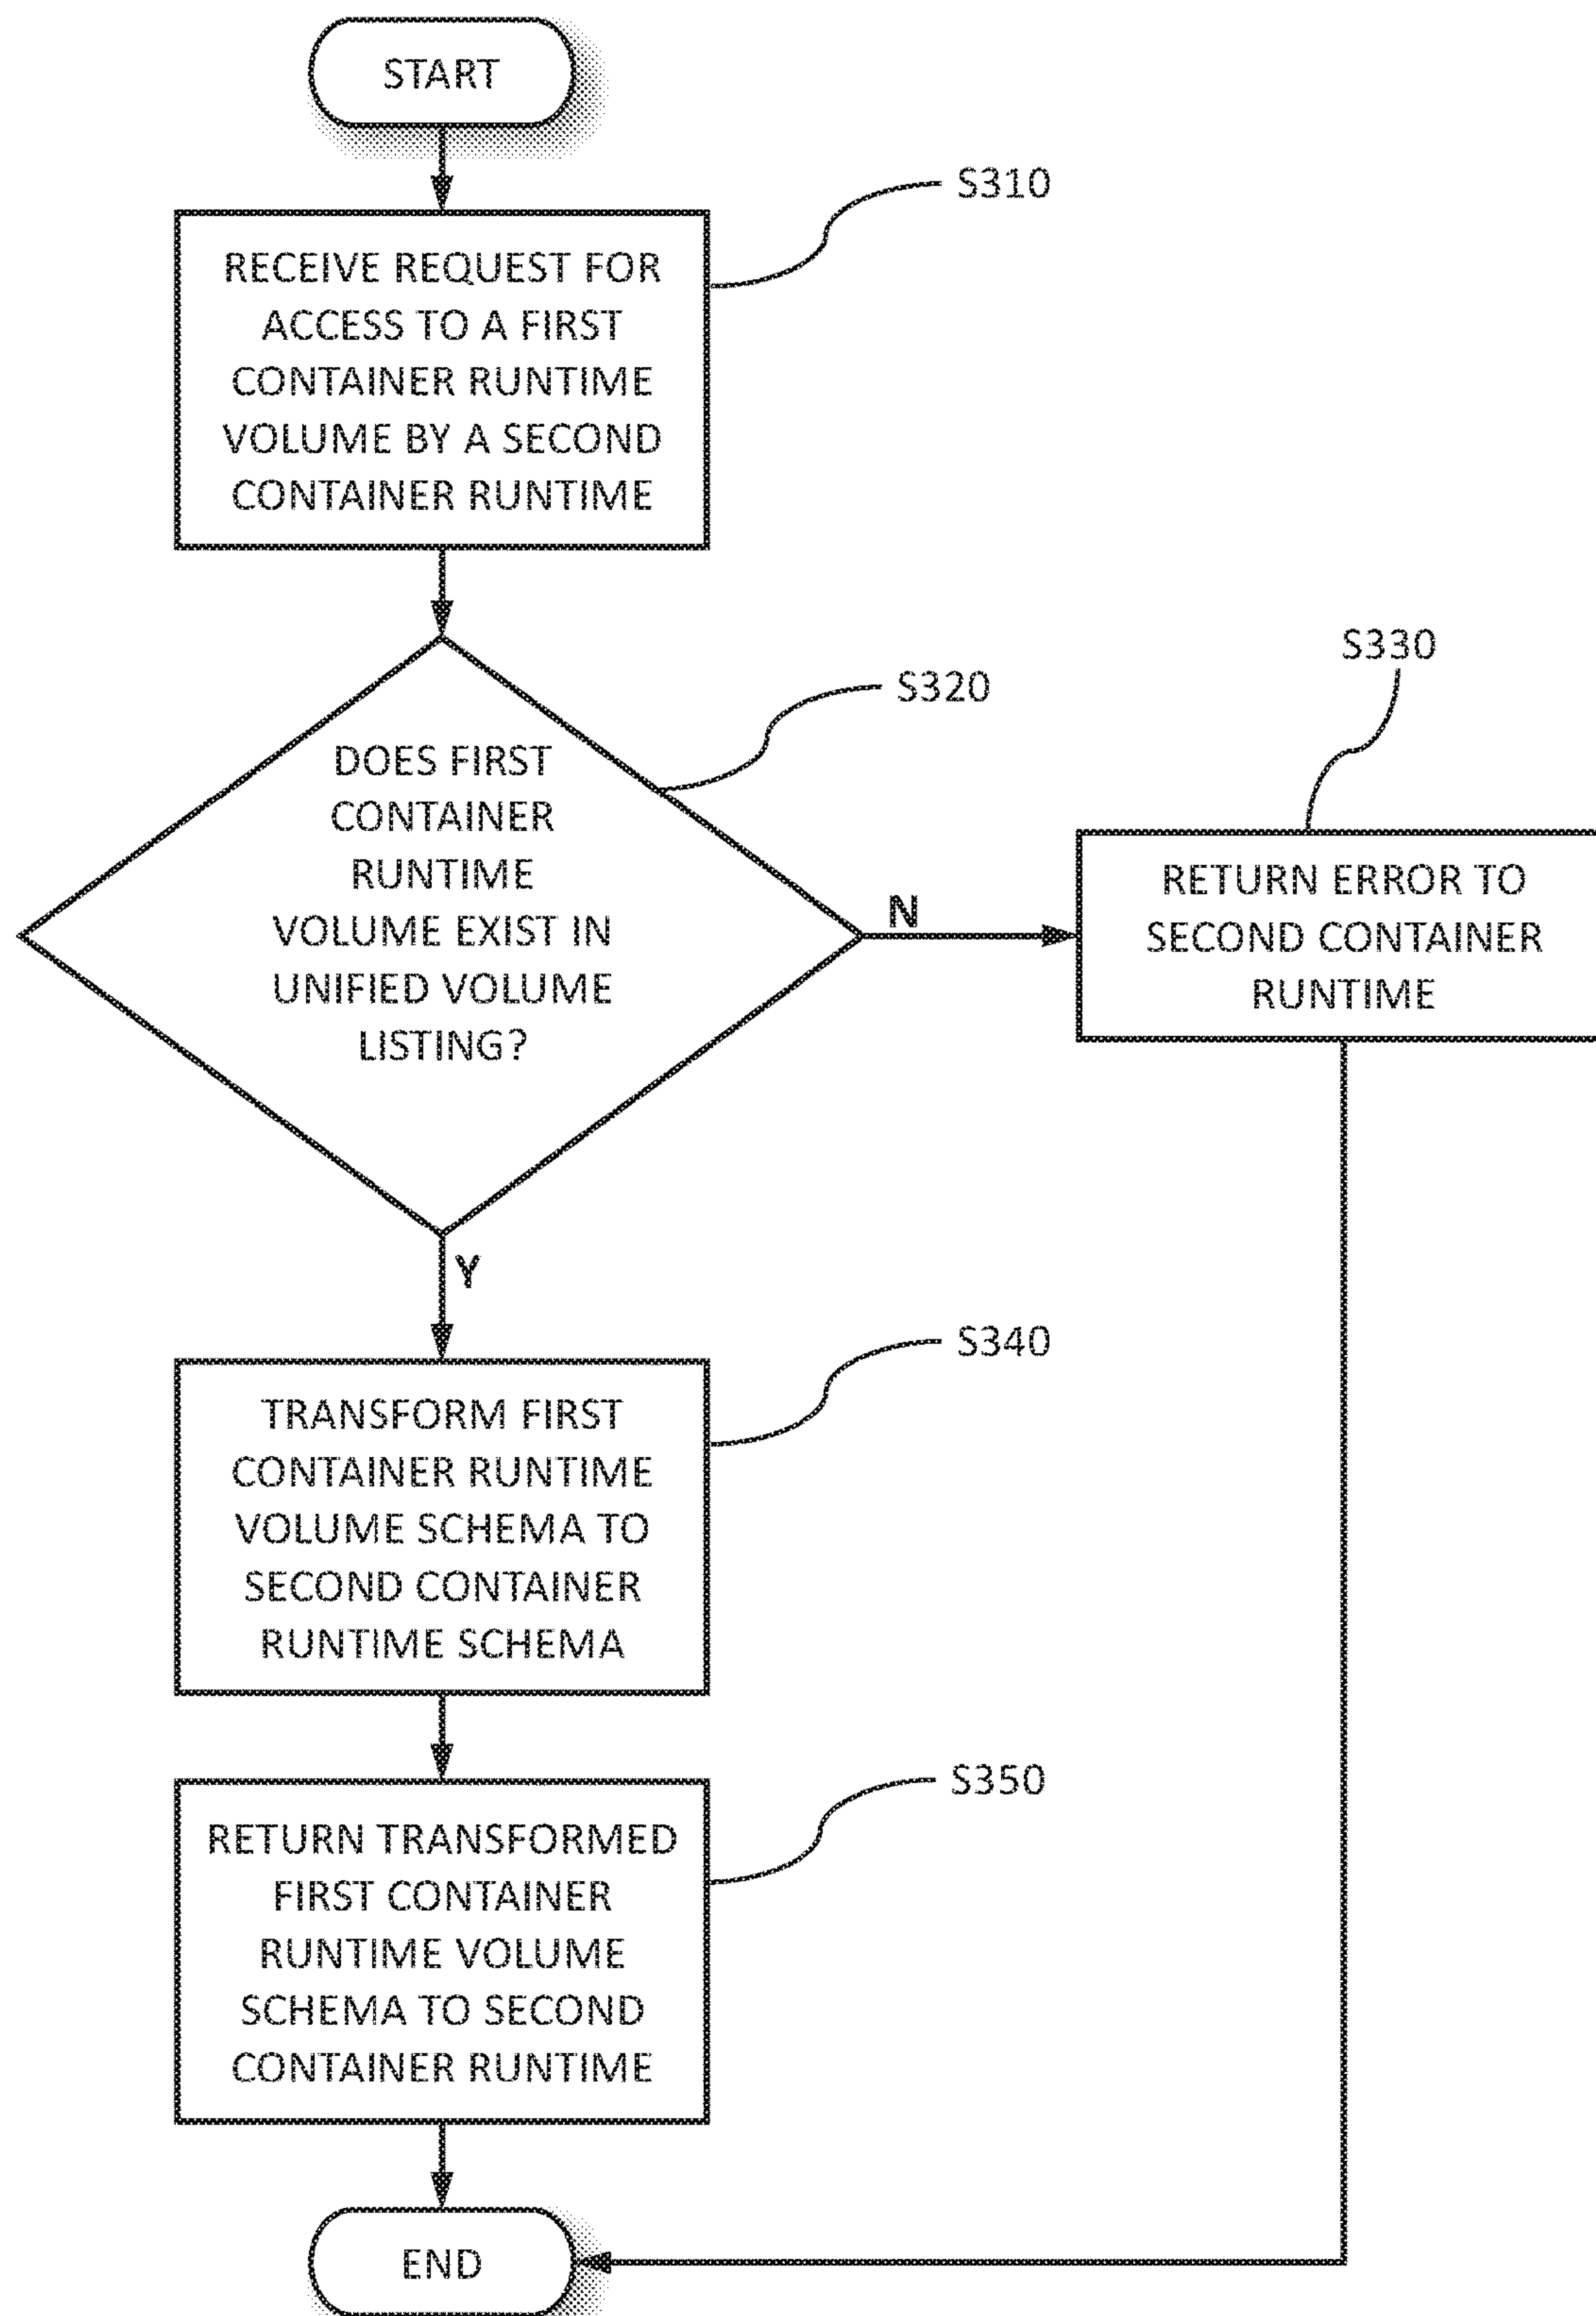 START
S310
RECEIVE REQUEST FOR
ACCESS TO A FIRST
CONTAINER RUNTIME
VOLUME BY A SECOND
CONTAINER RUNTIME
S320
DOES FIRST
CONTAINER
RUNTIME
VOLUME EXIST IN
UNIFIED VOLUME
LISTING?
N
S330
RETURN ERROR TO
SECOND CONTAINER
RUNTIME
Y
S340
TRANSFORM FIRST
CONTAINER RUNTIME
VOLUME SCHEMA TO
SECOND CONTAINER
RUNTIME SCHEMA
S350
RETURN TRANSFORMED
FIRST CONTAINER
RUNTIME VOLUME
SCHEMA TO SECOND
CONTAINER RUNTIME
END